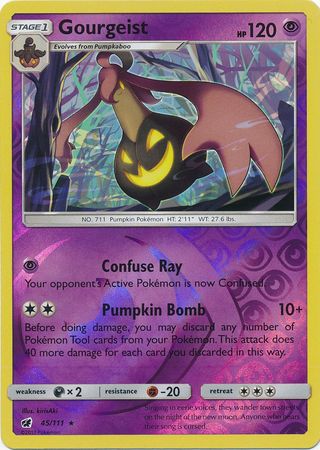 STAGE1
Gourgeist
HP 120
Evolves from Pumpkaboo
NO. 711 Pumpkin Pokémon HT: 2'11" WT: 27.6 lbs.
Confuse Ray
Your opponent's Active Pokémon is now Confused.
Pumpkin Bomb 10+
Before doing damage, you may discard any number of
Pokémon Tool cards from your Pokémon. This attack does
40 more damage for each card you discarded in this way.
weakness ×2 resistance -20 retreat
Illus. kirisAki
45/111 ★
©2017 Pokémon
Singing in eerie voices, they wander town streets
on the night of the new moon. Anyone who hears
their song is cursed.